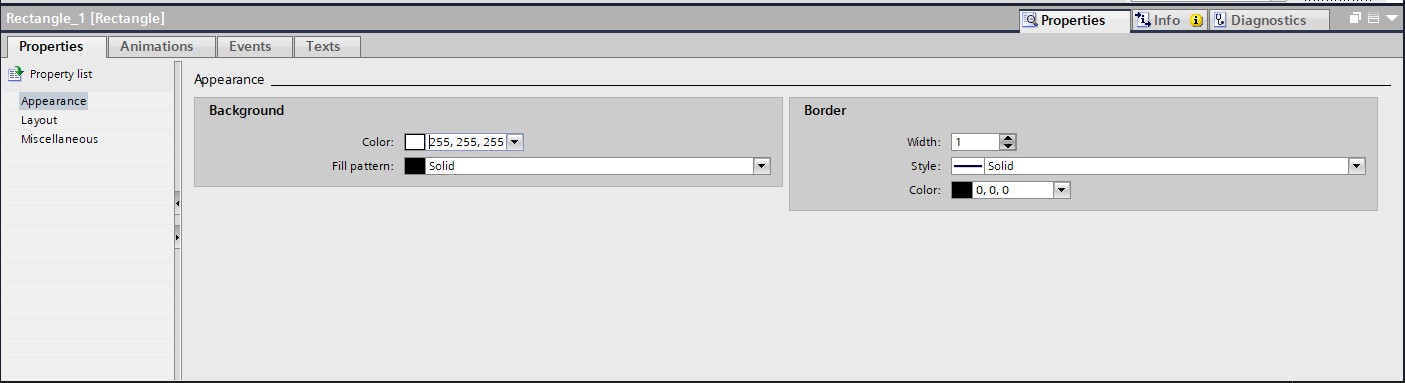 Rectangle_1 [Rectangle]
Properties Info Diagnostics
Properties Animations Events Texts
Property list
Appearance
Layout
Miscellaneous
Appearance
Background
Color: 255, 255, 255
Fill pattern: Solid
Border
Width: 1
Style: Solid
Color: 0, 0, 0